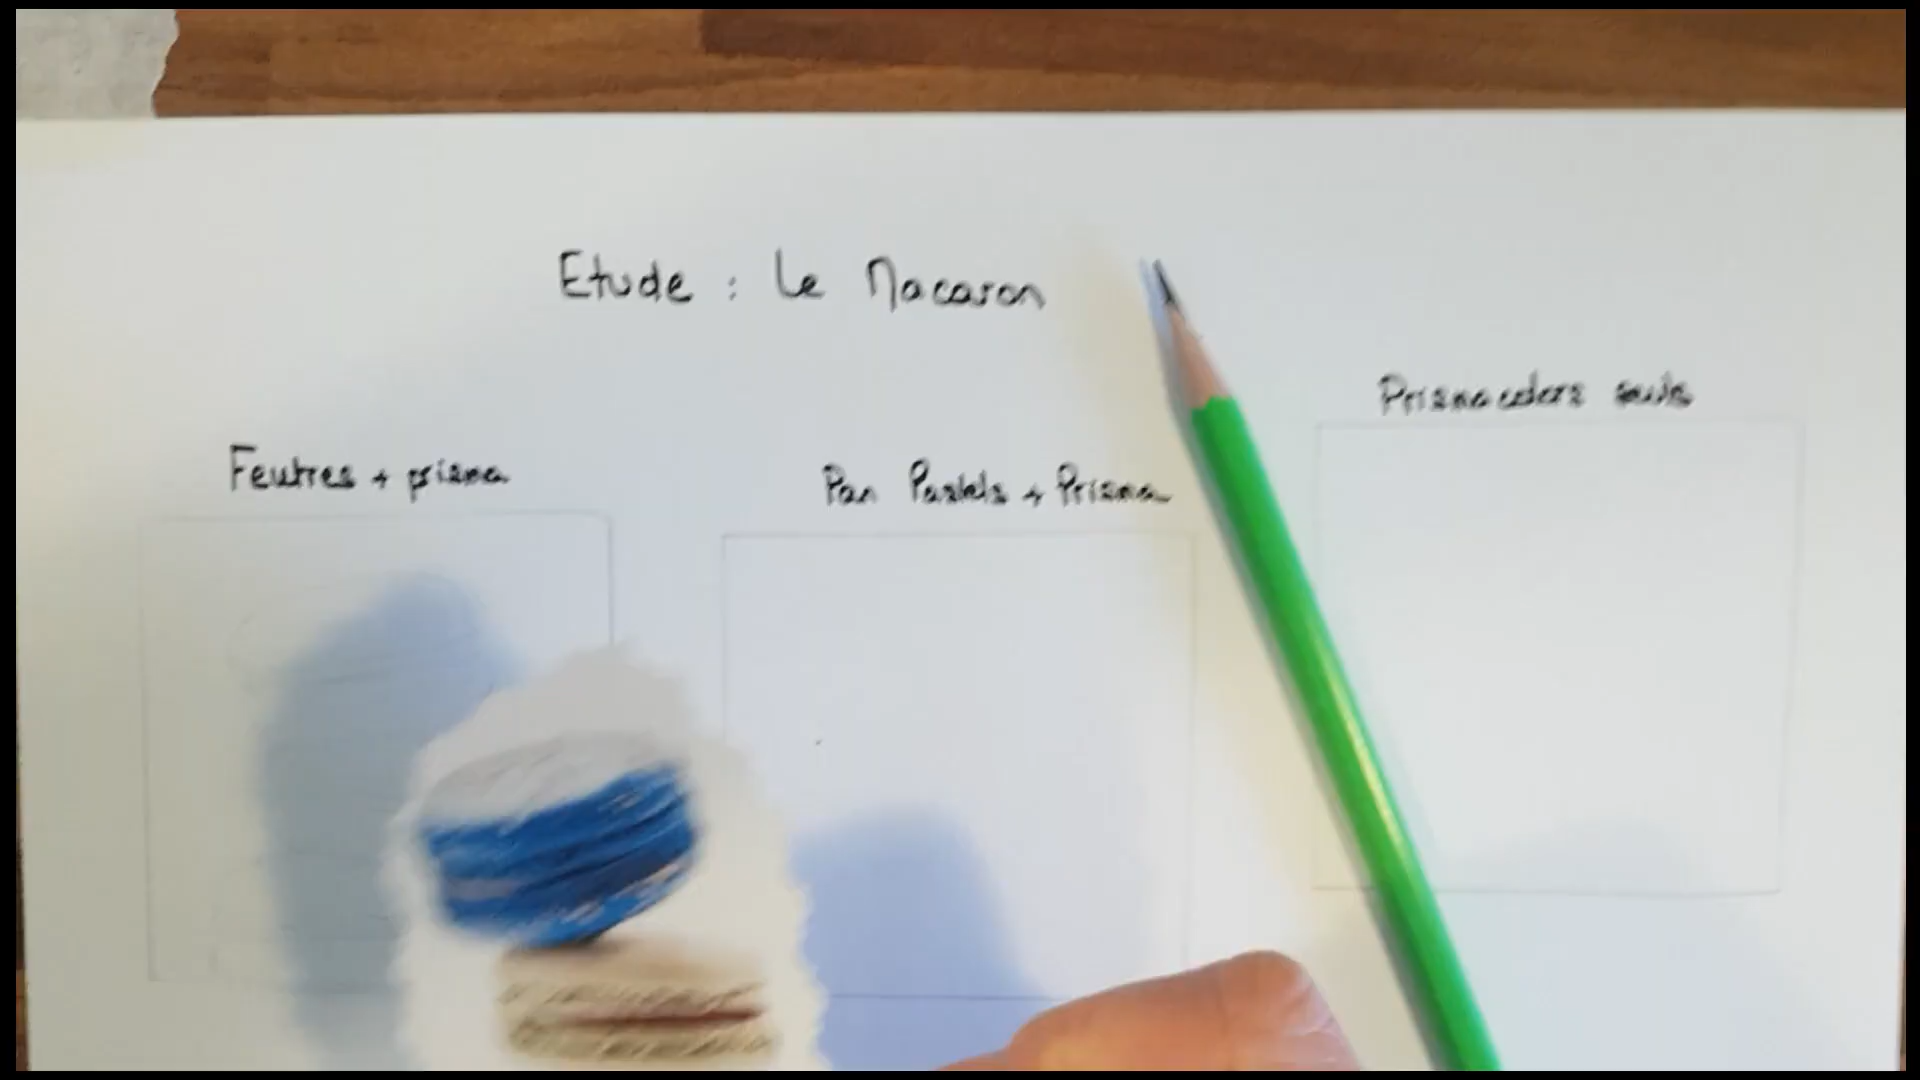 Etude : Le Macaron
Feutres + prisma
Pan Pastels + Prisma
Prismacolors seuls